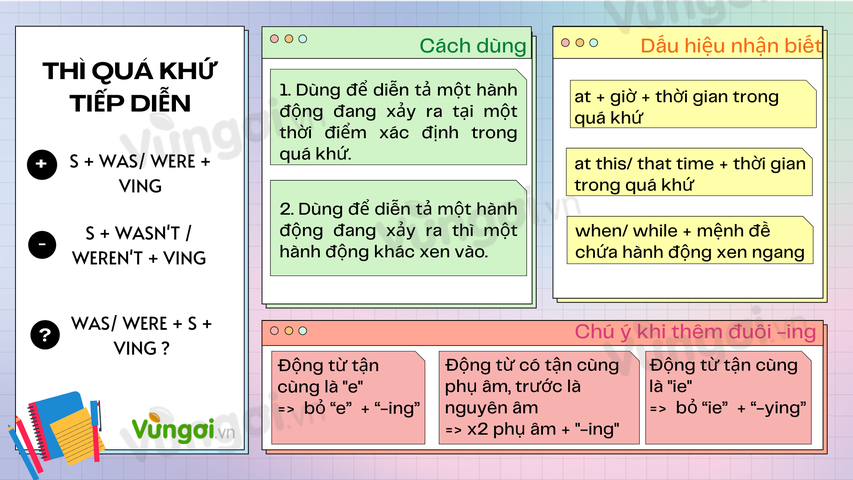 THÌ QUÁ KHỨ
TIẾP DIỄN
+
S + WAS/ WERE +
VING
-
S + WASN'T /
WEREN'T + VING
?
WAS/ WERE + S +
VING ?
Vungoi.vn
Cách dùng
1. Dùng để diễn tả một hành
động đang xảy ra tại một
thời điểm xác định trong
quá khứ.
2. Dùng để diễn tả một hành
động đang xảy ra thì một
hành động khác xen vào.
Dấu hiệu nhận biết
at + giờ + thời gian trong
quá khứ
at this/ that time + thời gian
trong quá khứ
when/ while + mệnh đề
chứa hành động xen ngang
Chú ý khi thêm đuôi -ing
Động từ tận
cùng là "e"
=> bỏ “e” + “-ing”
Động từ có tận cùng
phụ âm, trước là
nguyên âm
=> x2 phụ âm + "-ing"
Động từ tận cùng
là "ie"
=> bỏ “ie” + “-ying”